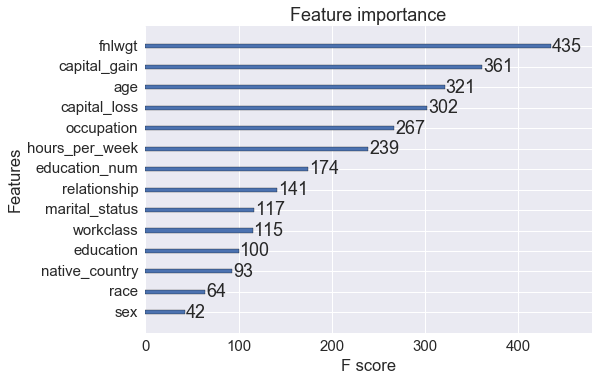 Feature importance
Features
fnlwgt 435
capital_gain 361
age 321
capital_loss 302
occupation 267
hours_per_week 239
education_num 174
relationship 141
marital_status 117
workclass 115
education 100
native_country 93
race 64
sex 42
0 100 200 300 400
F score